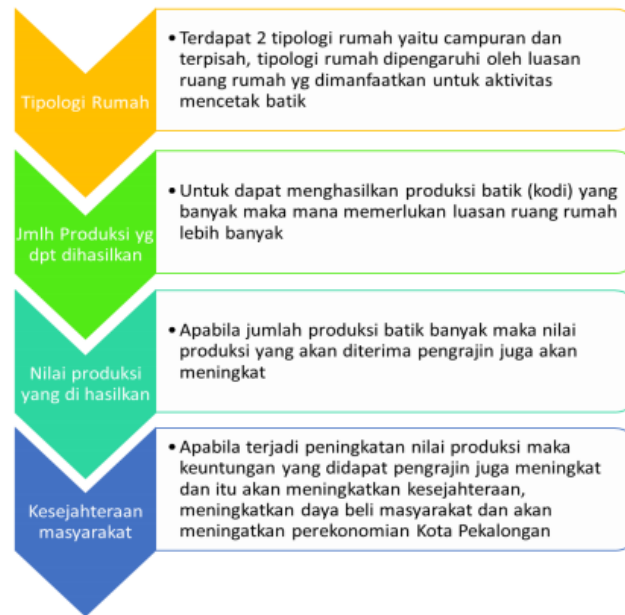 Tipologi Rumah
• Terdapat 2 tipologi rumah yaitu campuran dan
terpisah, tipologi rumah dipengaruhi oleh luasan
ruang rumah yg dimanfaatkan untuk aktivitas
mencetak batik
Jmlh Produksi yg
dpt dihasilkan
• Untuk dapat menghasilkan produksi batik (kodi) yang
banyak maka mana memerlukan luasan ruang rumah
lebih banyak
Nilai produksi
yang di hasilkan
• Apabila jumlah produksi batik banyak maka nilai
produksi yang akan diterima pengrajin juga akan
meningkat
Kesejahteraan
masyarakat
• Apabila terjadi peningkatan nilai produksi maka
keuntungan yang didapat pengrajin juga meningkat
dan itu akan meningkatkan kesejahteraan,
meningkatkan daya beli masyarakat dan akan
meningatkan perekonomian Kota Pekalongan